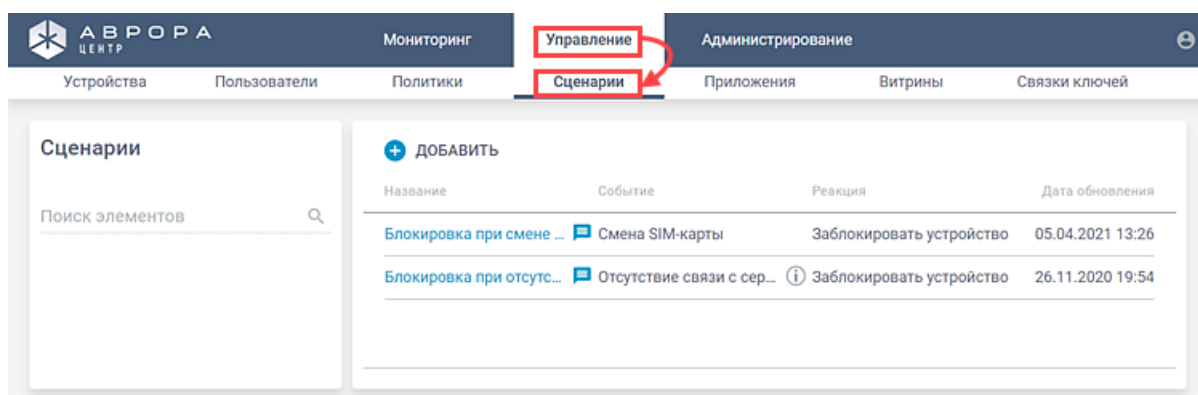 АВРОРА
ЦЕНТР
Мониторинг Управление Администрирование
Устройства Пользователи Политики Сценарии Приложения Витрины Связки ключей
Сценарии
Поиск элементов
ДОБАВИТЬ
Название Событие Реакция Дата обновления
Блокировка при смене ... Смена SIM-карты Заблокировать устройство 05.04.2021 13:26
Блокировка при отсутс... Отсутствие связи с сер... Заблокировать устройство 26.11.2020 19:54